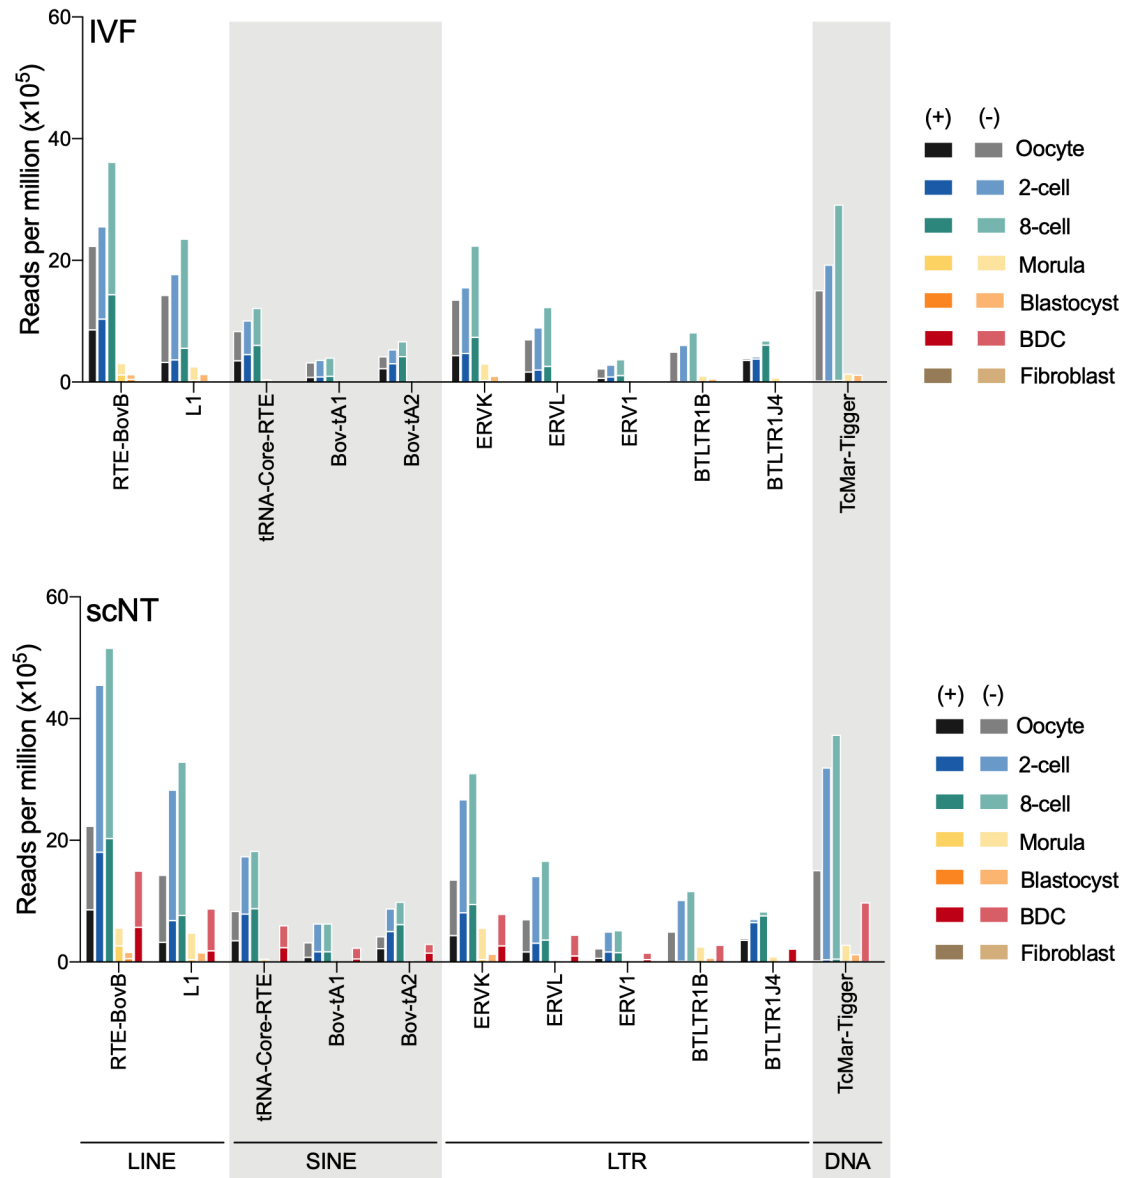 IVF
Reads per million (x10⁵)
60
40
20
0
RTE-BovB
L1
tRNA-Core-RTE
Bov-tA1
Bov-tA2
ERVK
ERVL
ERV1
BTLTR1B
BTLTR1J4
TcMar-Tigger
(+) (-)
Oocyte
2-cell
8-cell
Morula
Blastocyst
BDC
Fibroblast
scNT
Reads per million (x10⁵)
60
40
20
0
RTE-BovB
L1
tRNA-Core-RTE
Bov-tA1
Bov-tA2
ERVK
ERVL
ERV1
BTLTR1B
BTLTR1J4
TcMar-Tigger
(+) (-)
Oocyte
2-cell
8-cell
Morula
Blastocyst
BDC
Fibroblast
LINE SINE LTR DNA